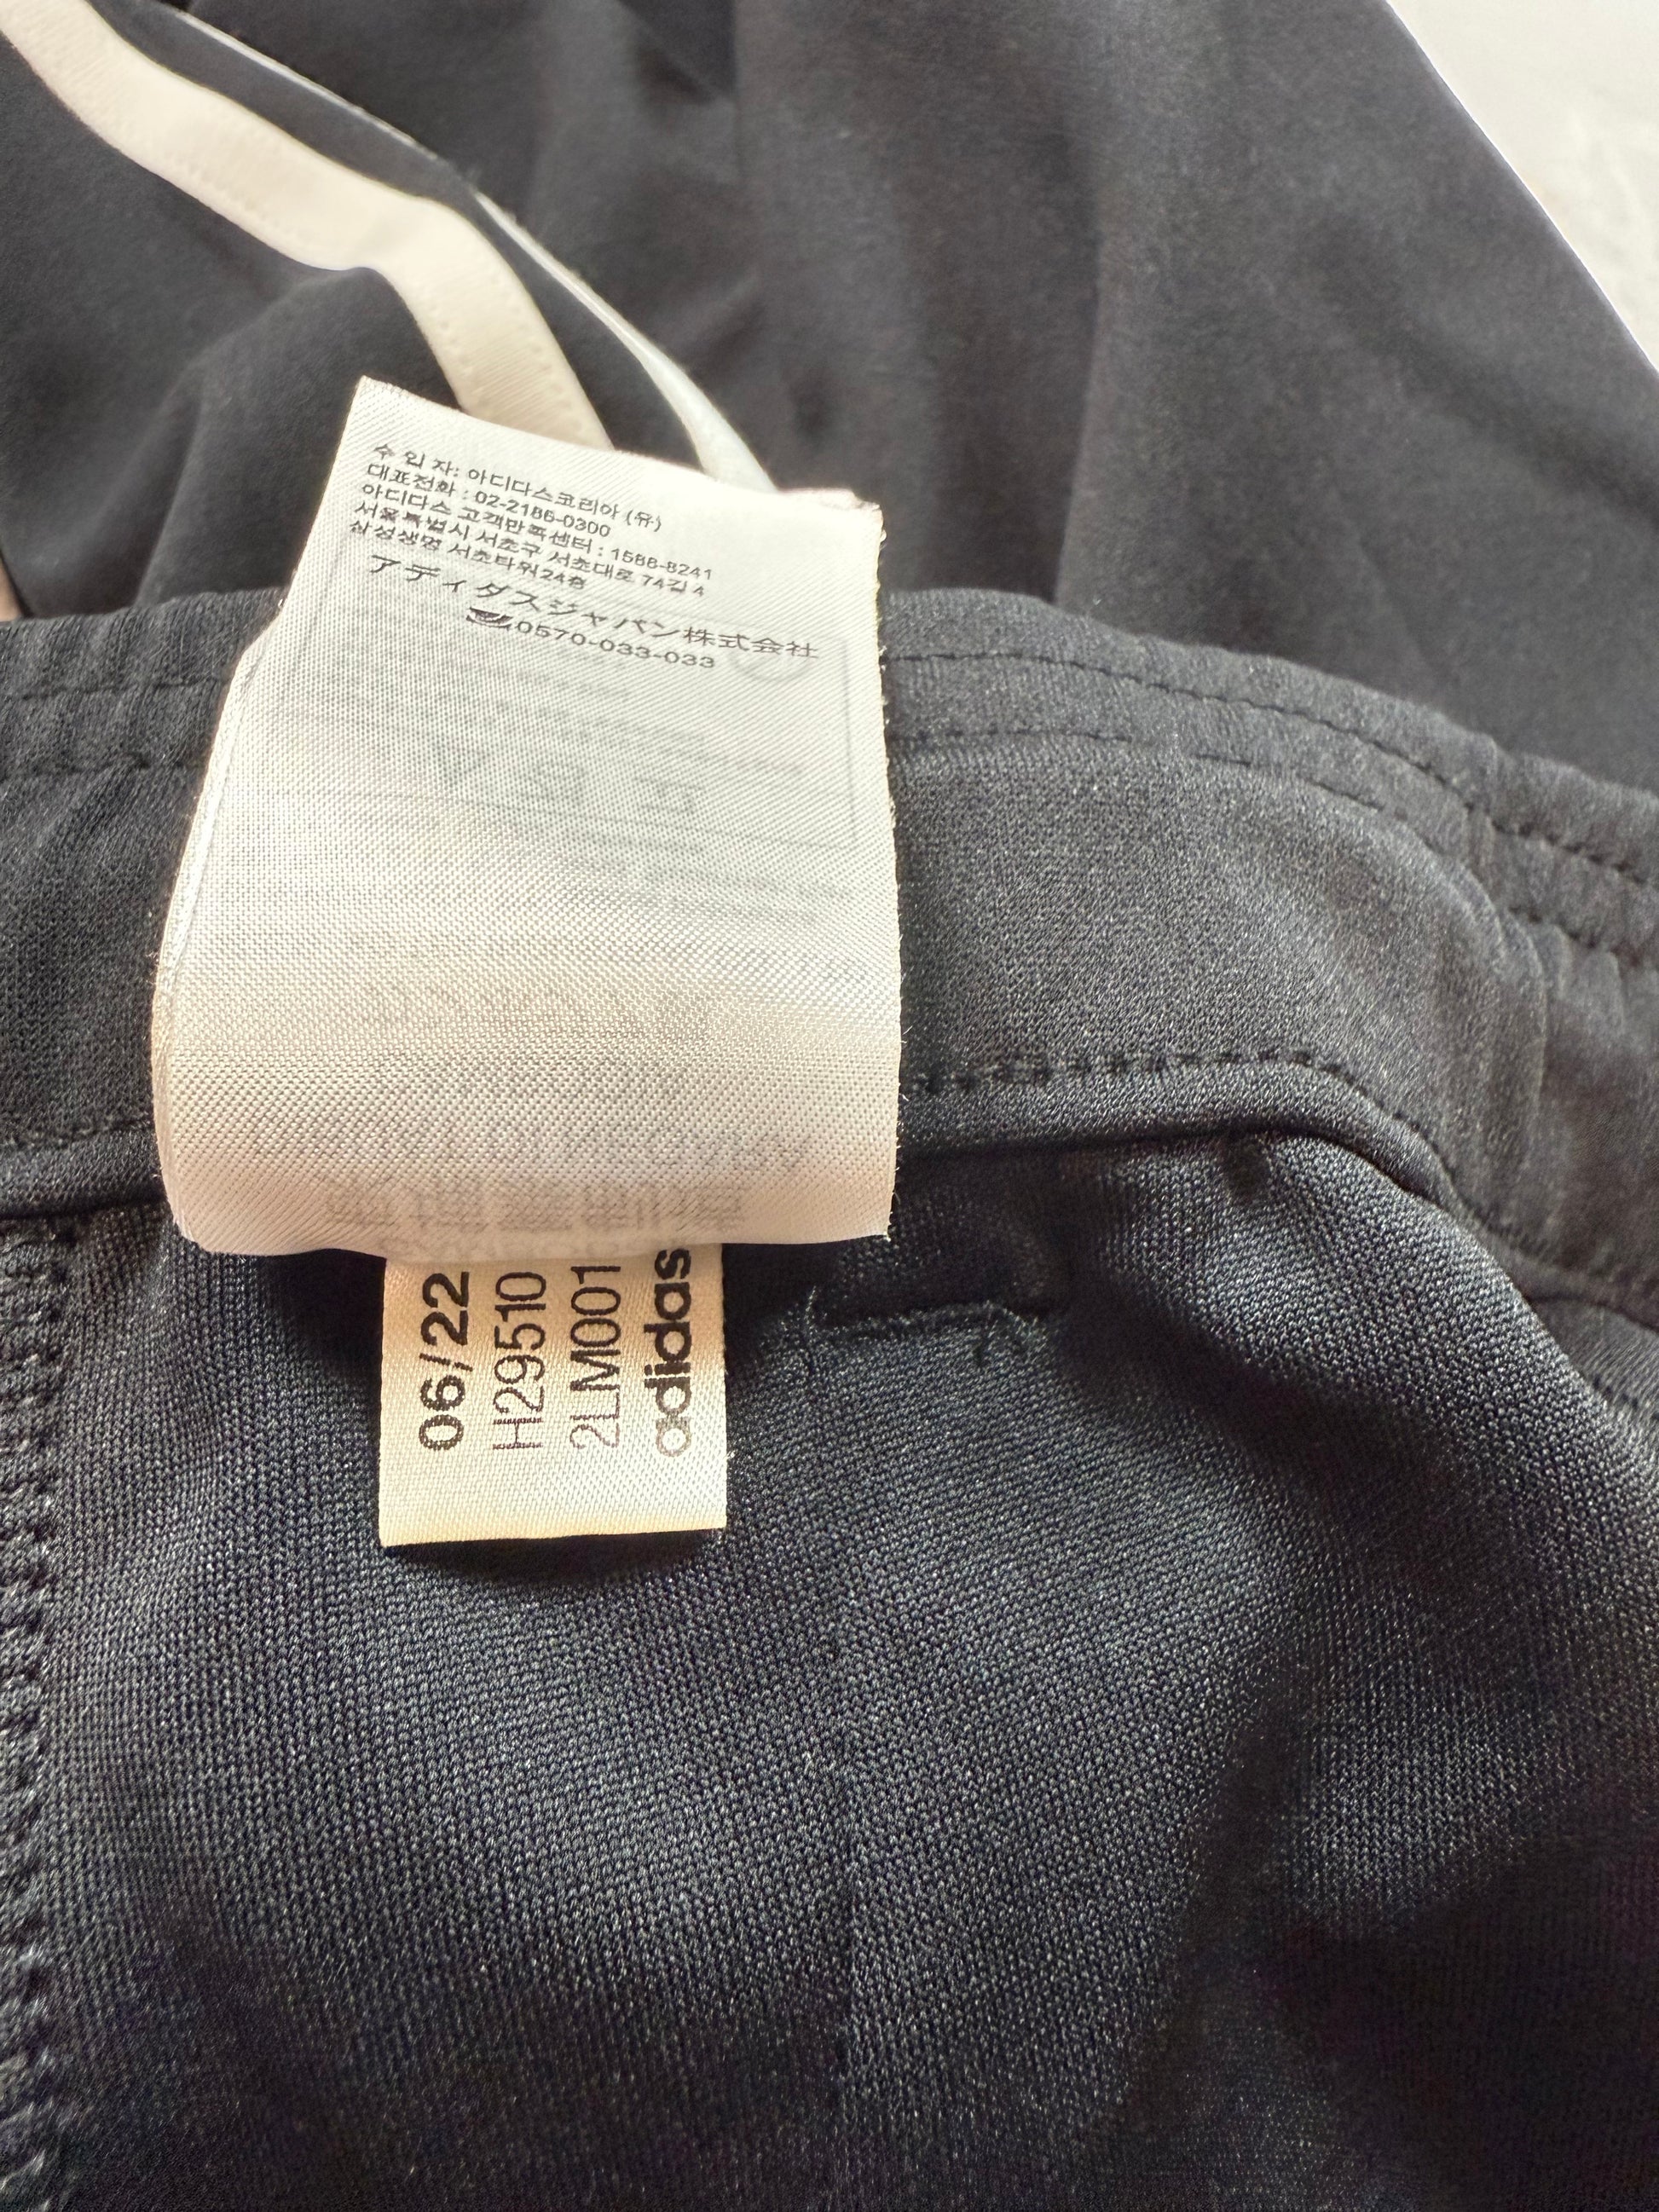 수 입 자: 아디다스코리아 (유)
대표전화 : 02-2186-0300
아디다스 고객만족센터 : 1588-8241
서울특별시 서초구 서초대로 74길 4
삼성생명 서초타워24층
アディダスジャパン株式会社
0570-033-033
06/22
H29510
2LM001
adidas